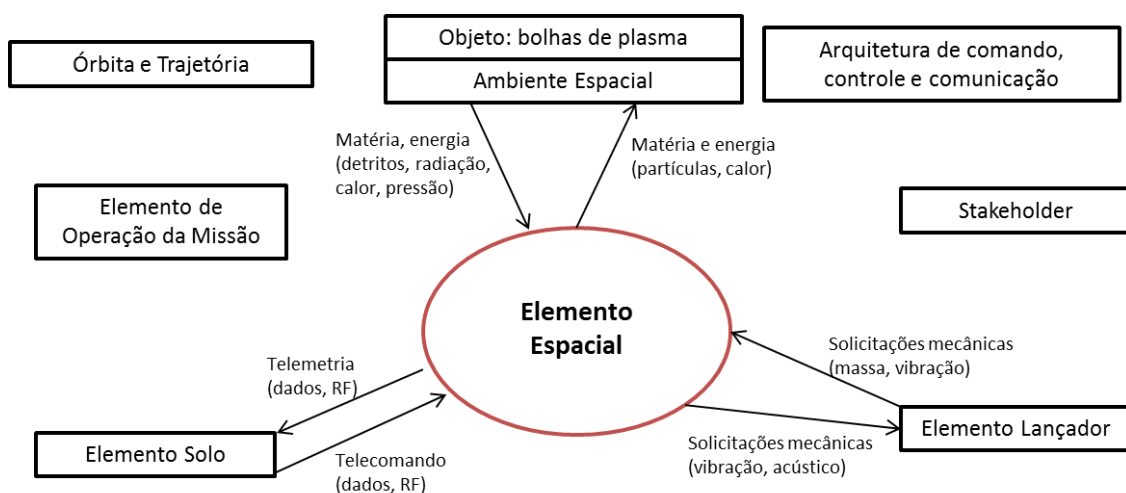 Objeto: bolhas de plasma
Órbita e Trajetória
Ambiente Espacial
Arquitetura de comando,
controle e comunicação
Matéria, energia
(detritos, radiação,
calor, pressão)
Matéria e energia
(partículas, calor)
Elemento de
Operação da Missão
Stakeholder
Elemento
Espacial
Telemetria
(dados, RF)
Solicitações mecânicas
(massa, vibração)
Elemento Solo
Elemento Lançador
Telecomando
(dados, RF)
Solicitações mecânicas
(vibração, acústico)